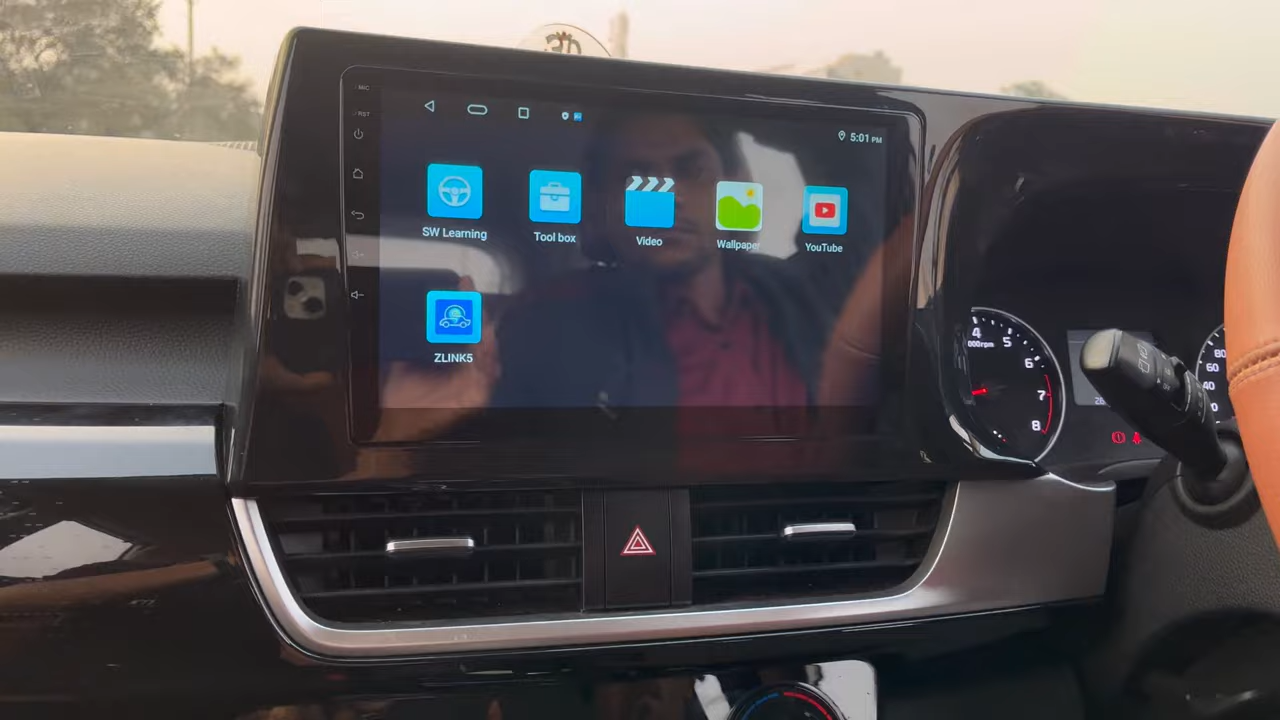 ॐ
MIC
RST
5:01 PM
SW Learning
Tool box
Video
Wallpaper
YouTube
ZLINK5
4
5
6
7
8
000rpm
80
60
40